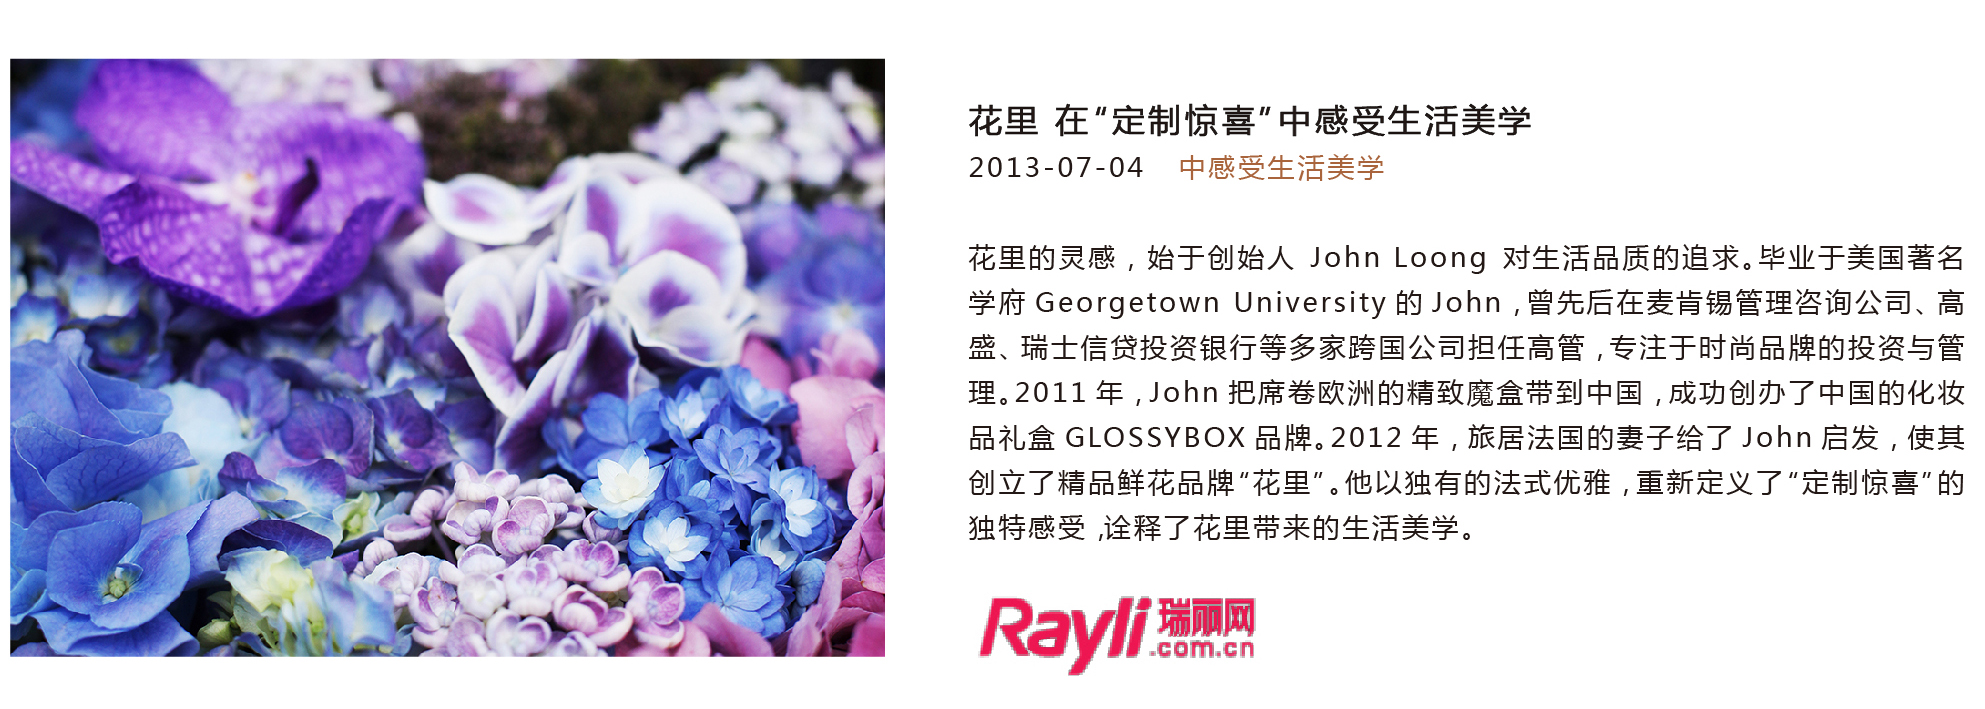 花里 在“定制惊喜”中感受生活美学
2013-07-04 中感受生活美学
花里的灵感，始于创始人 John Loong 对生活品质的追求。毕业于美国著名
学府 Georgetown University 的 John，曾先后在麦肯锡管理咨询公司、高
盛、瑞士信贷投资银行等多家跨国公司担任高管，专注于时尚品牌的投资与管
理。2011 年，John 把席卷欧洲的精致魔盒带到中国，成功创办了中国的化妆
品礼盒 GLOSSYBOX 品牌。2012 年，旅居法国的妻子给了 John 启发，使其
创立了精品鲜花品牌“花里”。他以独有的法式优雅，重新定义了“定制惊喜”的
独特感受，诠释了花里带来的生活美学。
Rayli 瑞丽网
.com.cn